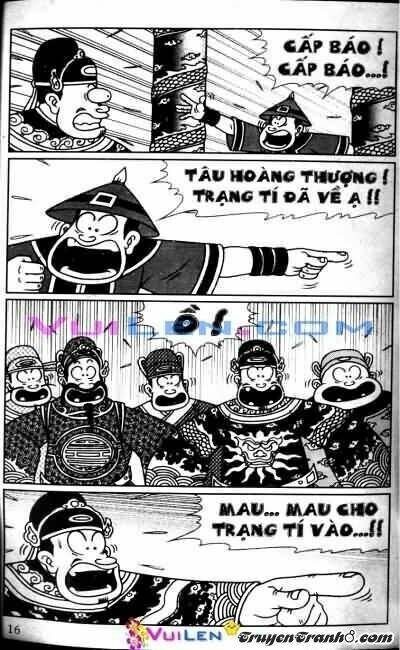 CẤP BÁO!
CẤP BÁO...!
TÂU HOÀNG THƯỢNG!
TRẠNG TÍ ĐÃ VỀ Ạ!!
Ồ!
VuiLen.com
MAU... MAU CHO
TRẠNG TÍ VÀO...!!
16
VuiLen
TruyenTranh8.com